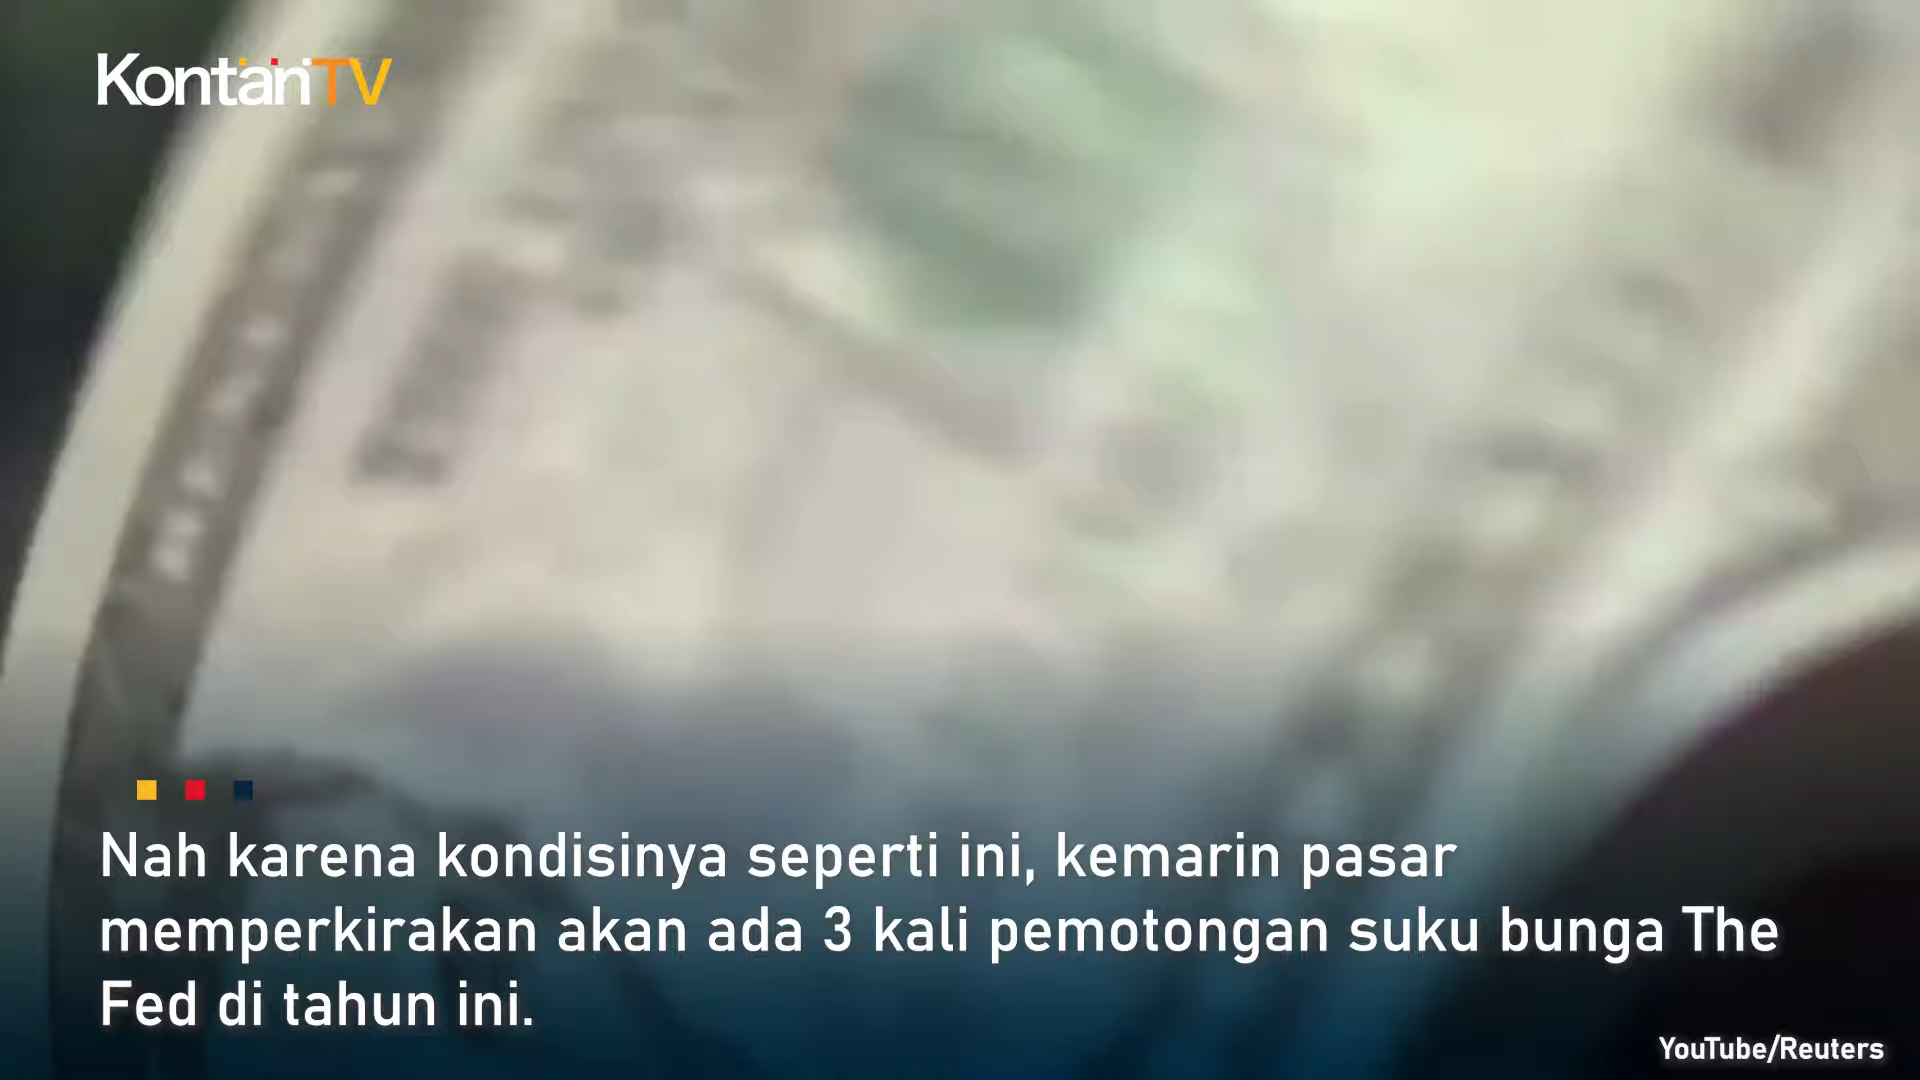 KontanTV
Nah karena kondisinya seperti ini, kemarin pasar
memperkirakan akan ada 3 kali pemotongan suku bunga The
Fed di tahun ini.
YouTube/Reuters